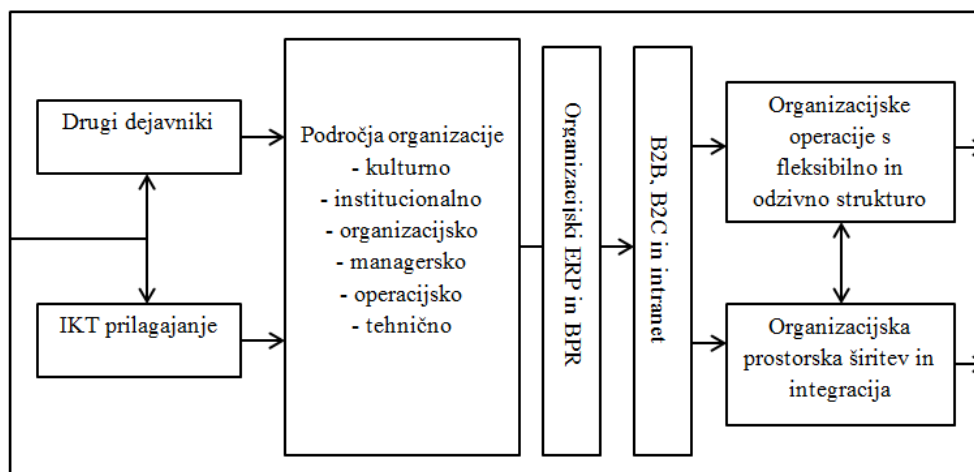 Drugi dejavniki
IKT prilagajanje
Področja organizacije
- kulturno
- institucionalno
- organizacijsko
- managersko
- operacijsko
- tehnično
Organizacijski ERP in BPR
B2B, B2C in intranet
Organizacijske
operacije s
fleksibilno in
odzivno strukturo
Organizacijska
prostorska širitev in
integracija